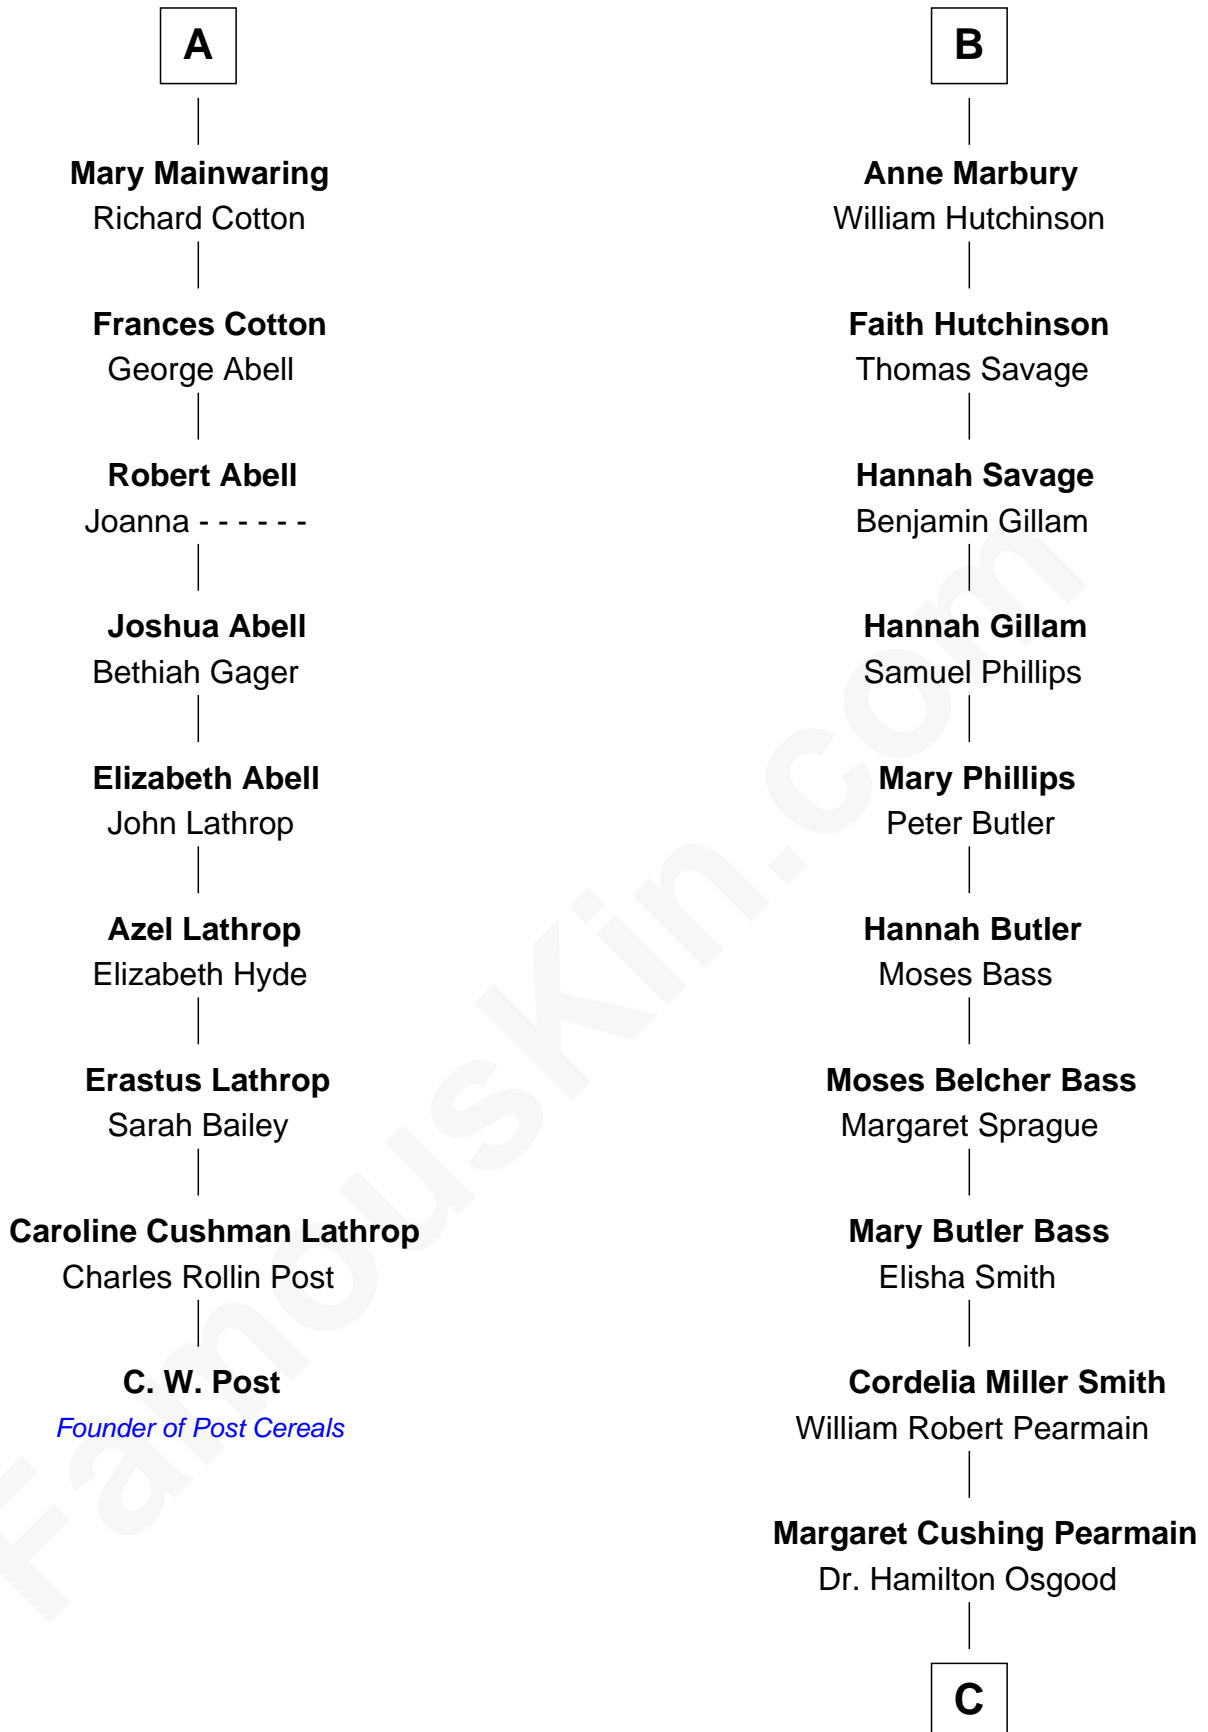 A
Mary Mainwaring
Richard Cotton
Frances Cotton
George Abell
Robert Abell
Joanna - - - - - -
Joshua Abell
Bethiah Gager
Elizabeth Abell
John Lathrop
Azel Lathrop
Elizabeth Hyde
Erastus Lathrop
Sarah Bailey
Caroline Cushman Lathrop
Charles Rollin Post
C. W. Post
Founder of Post Cereals
B
Anne Marbury
William Hutchinson
Faith Hutchinson
Thomas Savage
Hannah Savage
Benjamin Gillam
Hannah Gillam
Samuel Phillips
Mary Phillips
Peter Butler
Hannah Butler
Moses Bass
Moses Belcher Bass
Margaret Sprague
Mary Butler Bass
Elisha Smith
Cordelia Miller Smith
William Robert Pearmain
Margaret Cushing Pearmain
Dr. Hamilton Osgood
C
FamousKin.com